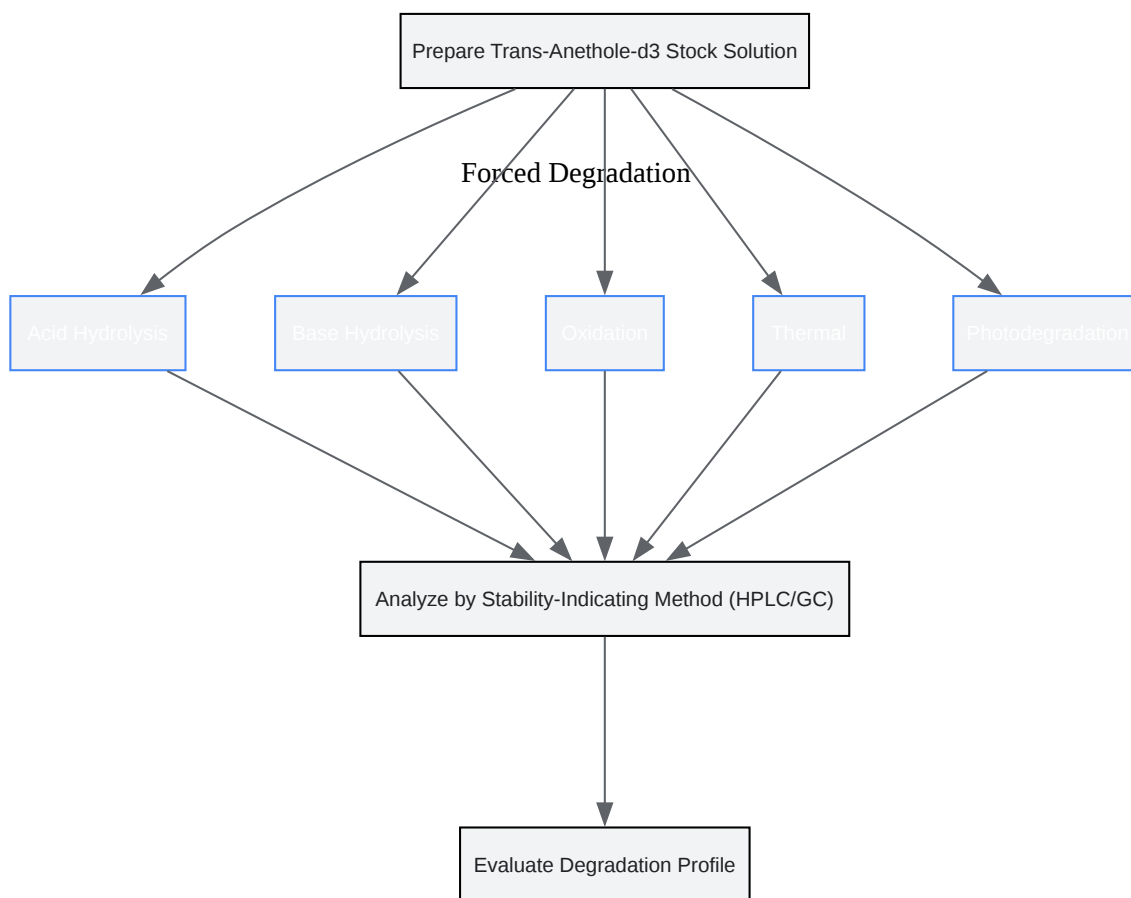 Prepare Trans-Anethole-d3 Stock Solution
Forced Degradation
Acid Hydrolysis
Base Hydrolysis
Oxidation
Thermal
Photodegradation
Analyze by Stability-Indicating Method (HPLC/GC)
Evaluate Degradation Profile